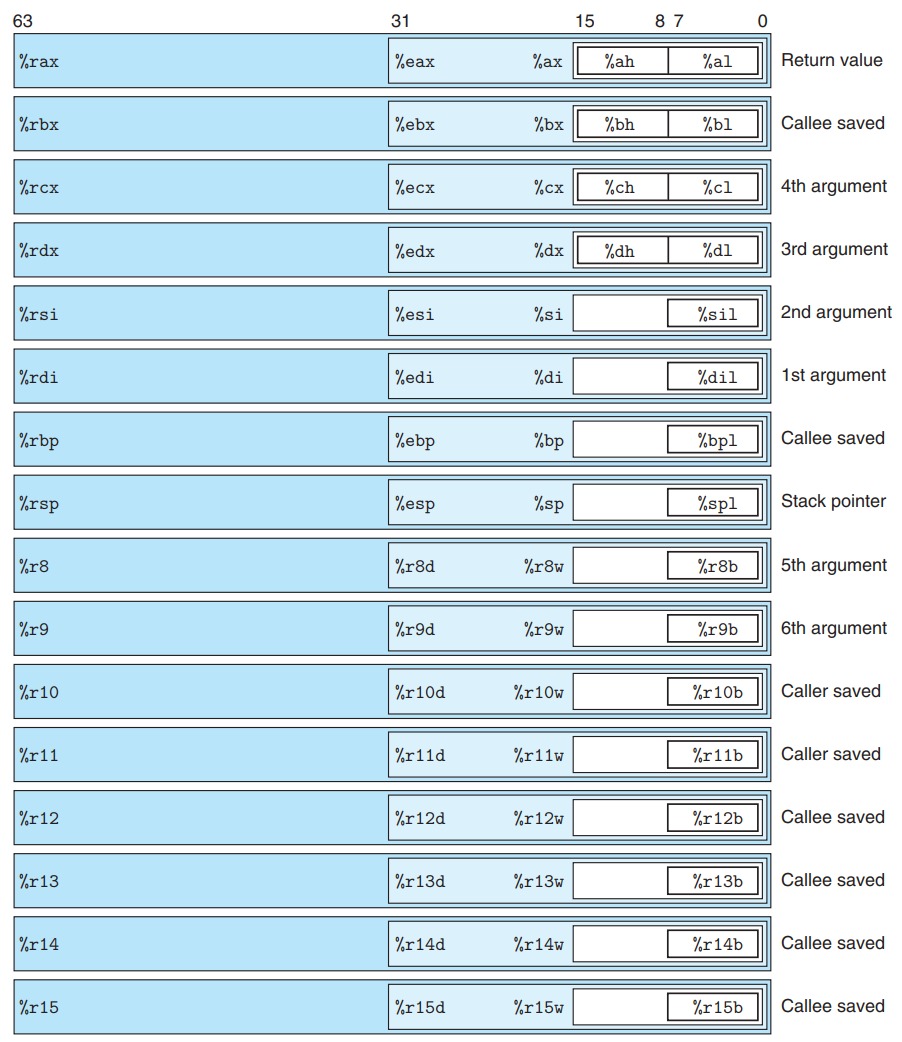 63 31 15 8 7 0
%rax %eax %ax %ah %al Return value
%rbx %ebx %bx %bh %bl Callee saved
%rcx %ecx %cx %ch %cl 4th argument
%rdx %edx %dx %dh %dl 3rd argument
%rsi %esi %si %sil 2nd argument
%rdi %edi %di %dil 1st argument
%rbp %ebp %bp %bpl Callee saved
%rsp %esp %sp %spl Stack pointer
%r8 %r8d %r8w %r8b 5th argument
%r9 %r9d %r9w %r9b 6th argument
%r10 %r10d %r10w %r10b Caller saved
%r11 %r11d %r11w %r11b Caller saved
%r12 %r12d %r12w %r12b Callee saved
%r13 %r13d %r13w %r13b Callee saved
%r14 %r14d %r14w %r14b Callee saved
%r15 %r15d %r15w %r15b Callee saved